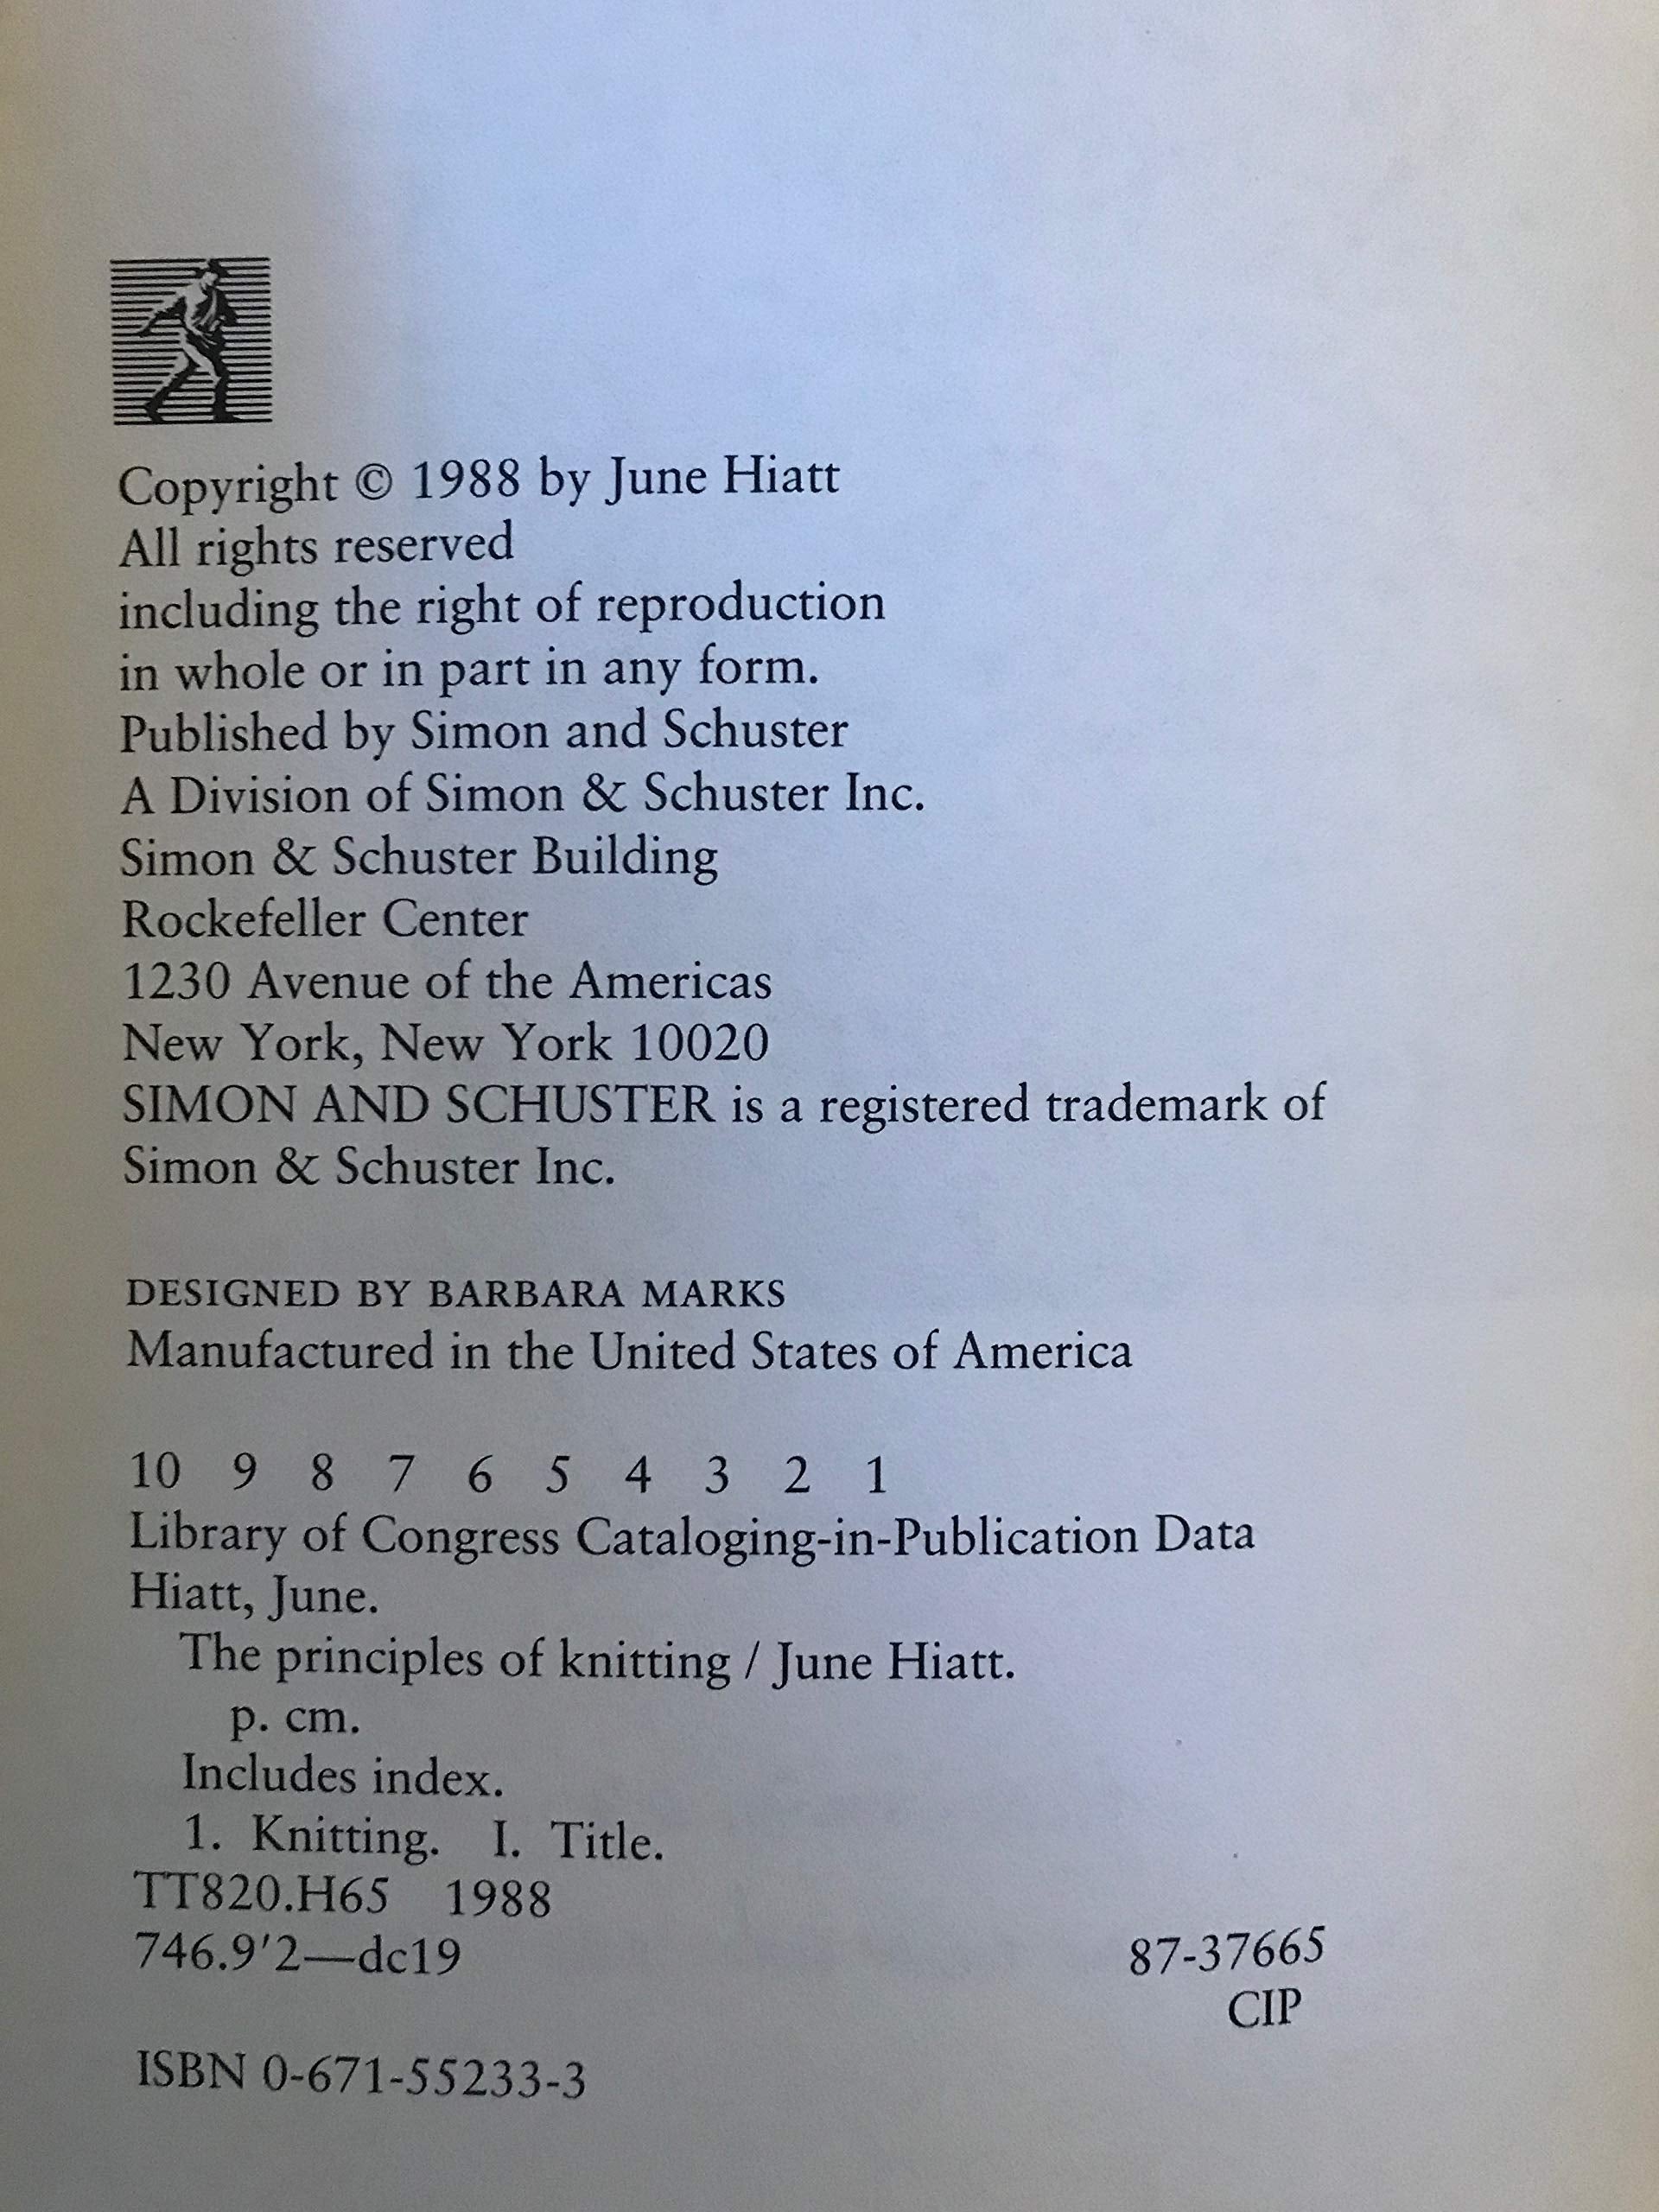 Copyright © 1988 by June Hiatt
All rights reserved
including the right of reproduction
in whole or in part in any form.
Published by Simon and Schuster
A Division of Simon & Schuster Inc.
Simon & Schuster Building
Rockefeller Center
1230 Avenue of the Americas
New York, New York 10020
SIMON AND SCHUSTER is a registered trademark of
Simon & Schuster Inc.
DESIGNED BY BARBARA MARKS
Manufactured in the United States of America
10 9 8 7 6 5 4 3 2 1
Library of Congress Cataloging-in-Publication Data
Hiatt, June.
The principles of knitting / June Hiatt.
p. cm.
Includes index.
1. Knitting. I. Title.
TT820.H65 1988
746.9'2—dc19 87-37665
CIP
ISBN 0-671-55233-3